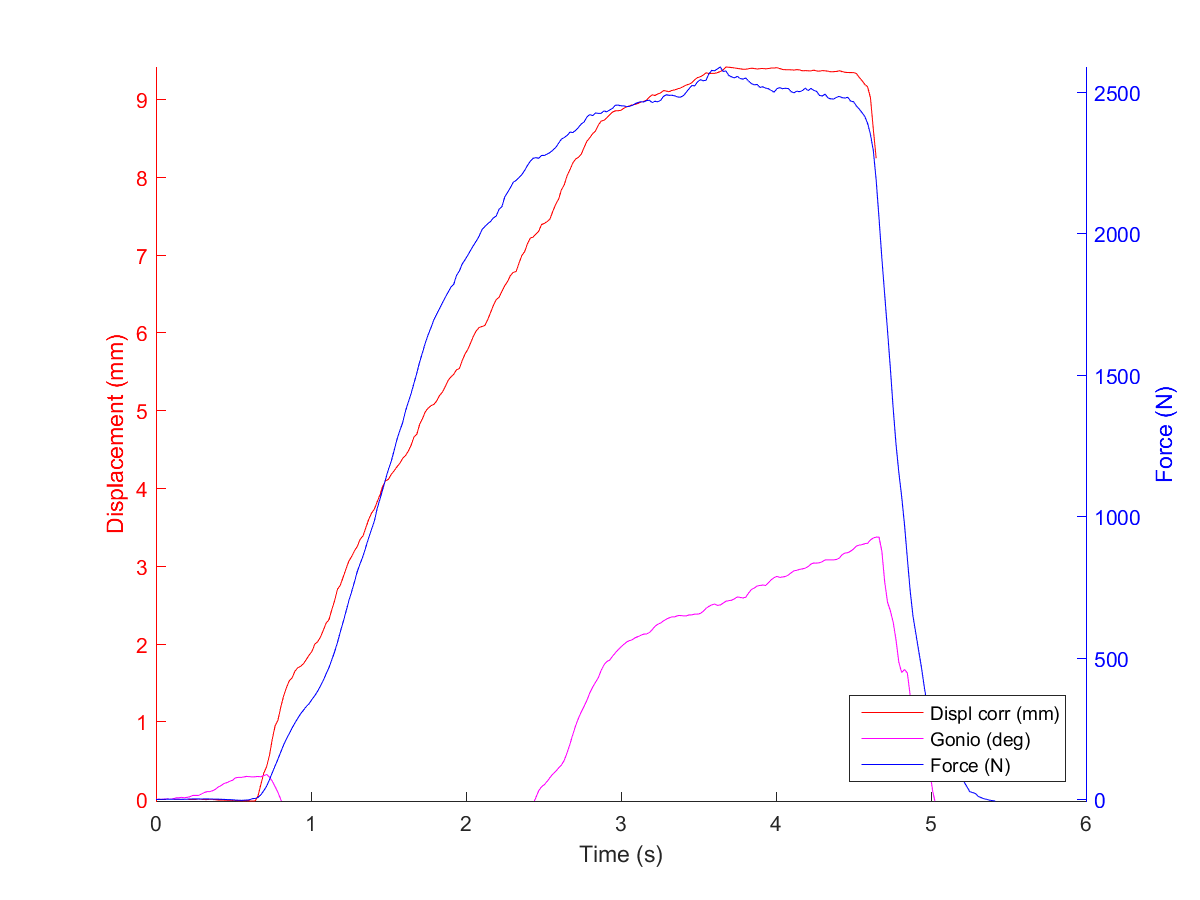 9
8
7
6
5
4
3
2
1
0
Displacement (mm)
2500
2000
1500
1000
500
0
Force (N)
Displ corr (mm)
Gonio (deg)
Force (N)
0 1 2 3 4 5 6
Time (s)